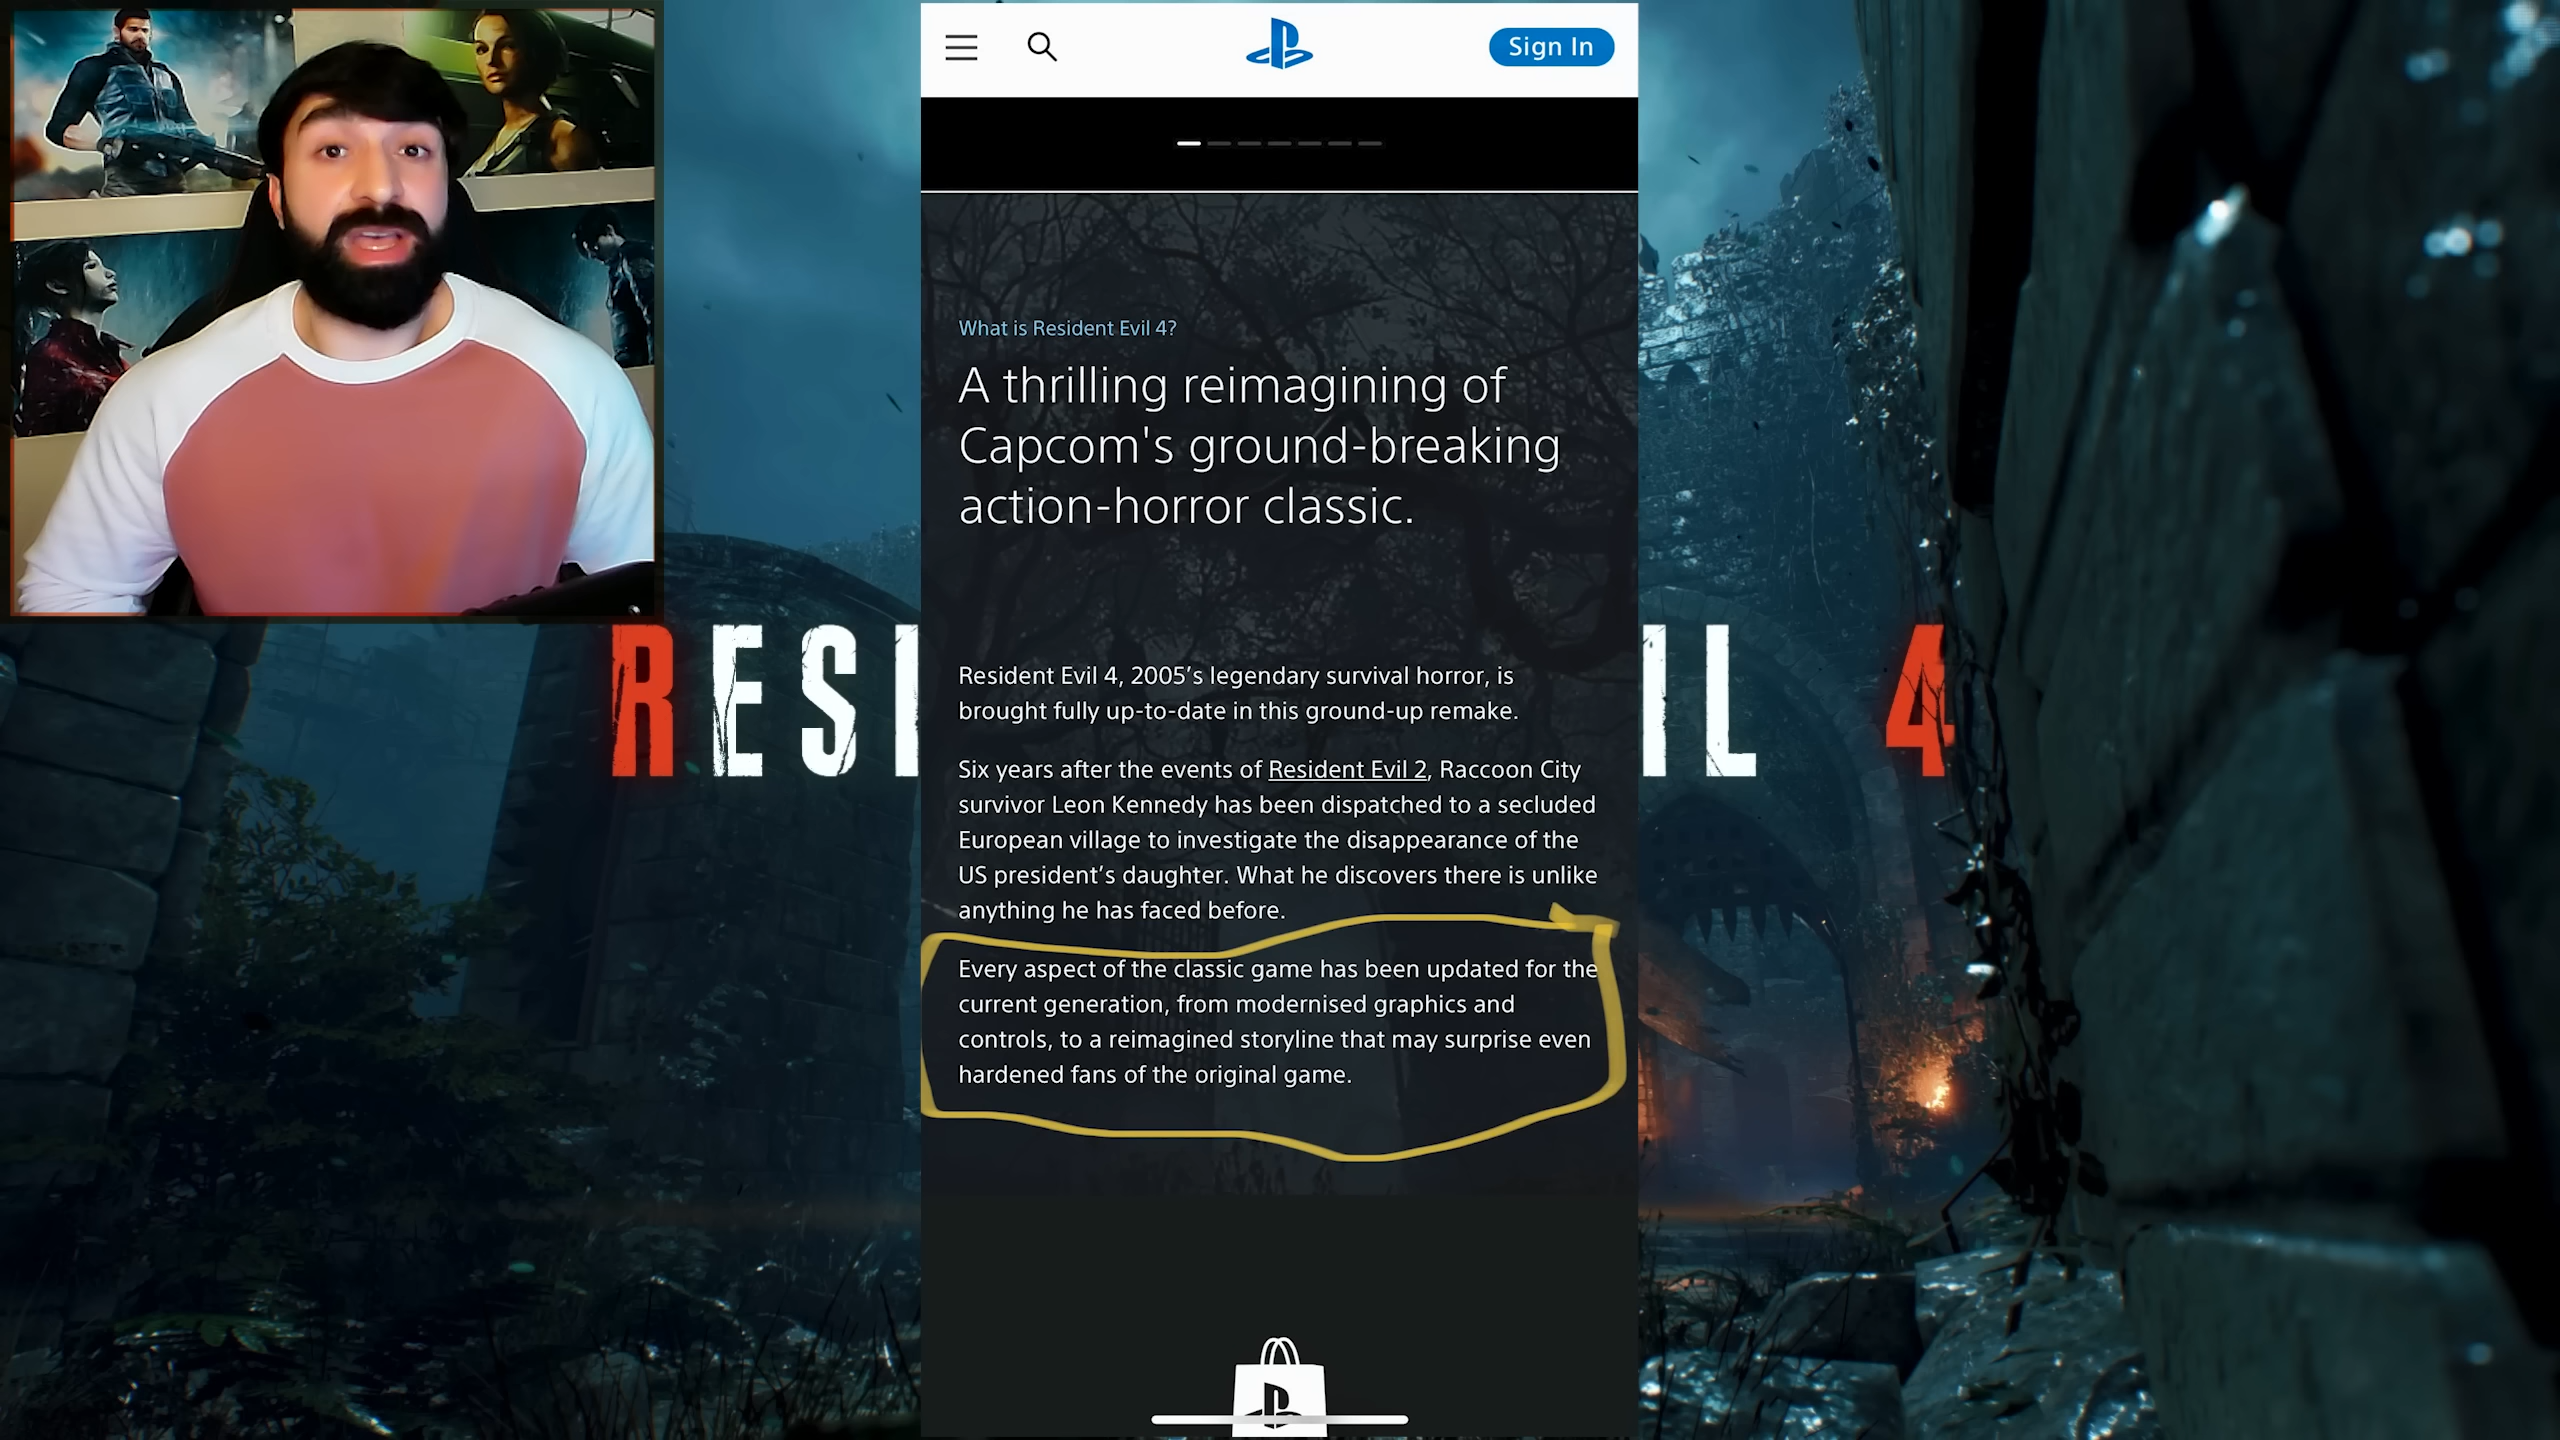 Sign In
What is Resident Evil 4?
A thrilling reimagining of
Capcom's ground-breaking
action-horror classic.
RESI IL 4
Resident Evil 4, 2005’s legendary survival horror, is
brought fully up-to-date in this ground-up remake.
Six years after the events of Resident Evil 2, Raccoon City
survivor Leon Kennedy has been dispatched to a secluded
European village to investigate the disappearance of the
US president’s daughter. What he discovers there is unlike
anything he has faced before.
Every aspect of the classic game has been updated for the
current generation, from modernised graphics and
controls, to a reimagined storyline that may surprise even
hardened fans of the original game.